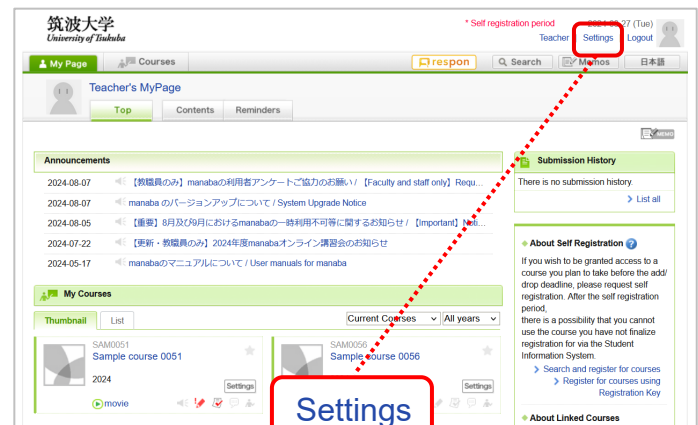 筑波大学
University of Tsukuba
* Self registration period
27 (Tue)
Teacher Settings Logout
My Page
Courses
respon
Search
Memos
日本語
Teacher's MyPage
Top
Contents
Reminders
MEMO
Announcements
2024-08-07 【教職員のみ】manabaの利用者アンケートご協力のお願い / 【Faculty and staff only】Requ...
2024-08-07 manaba のバージョンアップについて / System Upgrade Notice
2024-08-05 【重要】8月及び9月におけるmanabaの一時利用不可等に関するお知らせ / 【Important】Noti...
2024-07-22 【更新・教職員のみ】2024年度manabaオンライン講習会のお知らせ
2024-05-17 manabaのマニュアルについて / User manuals for manaba
Submission History
There is no submission history.
List all
About Self Registration
If you wish to be granted access to a
course you plan to take before the add/
drop deadline, please request self
registration. After the self registration
period,
there is a possibility that you cannot
use the course you have not finalize
registration for via the Student
Information System.
Search and register for courses
Register for courses using
Registration Key
About Linked Courses
My Courses
Thumbnail
List
Current Courses
All years
SAM0051
Sample course 0051
2024
Settings
movie
SAM0056
Sample course 0056
Settings
Settings